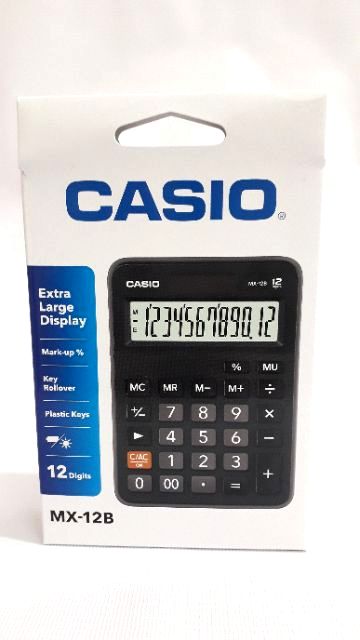 CASIO®
Extra
Large
Display
Mark-up %
Key
Rollover
Plastic Keys
12 Digits
MX-12B
CASIO
MX-12B 12
M
E
1234567890.12
% MU
MC MR M− M+ ÷
+/− 7 8 9 ×
▶ 4 5 6 −
C/AC 1 2 3 +
ON
0 00 · =